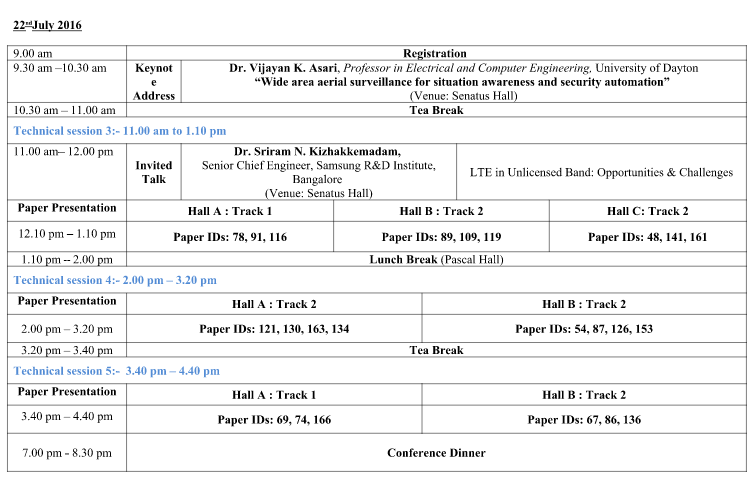 22nd July 2016
9.00 am Registration
9.30 am –10.30 am Keynot e Address Dr. Vijayan K. Asari, Professor in Electrical and Computer Engineering, University of Dayton
“Wide area aerial surveillance for situation awareness and security automation”
(Venue: Senatus Hall)
10.30 am – 11.00 am Tea Break
Technical session 3:- 11.00 am to 1.10 pm
11.00 am– 12.00 pm Invited Talk Dr. Sriram N. Kizhakkemadam,
Senior Chief Engineer, Samsung R&D Institute,
Bangalore
(Venue: Senatus Hall)
LTE in Unlicensed Band: Opportunities & Challenges
Paper Presentation Hall A : Track 1 Hall B : Track 2 Hall C: Track 2
12.10 pm – 1.10 pm Paper IDs: 78, 91, 116 Paper IDs: 89, 109, 119 Paper IDs: 48, 141, 161
1.10 pm -- 2.00 pm Lunch Break (Pascal Hall)
Technical session 4:- 2.00 pm – 3.20 pm
Paper Presentation Hall A : Track 2 Hall B : Track 2
2.00 pm – 3.20 pm Paper IDs: 121, 130, 163, 134 Paper IDs: 54, 87, 126, 153
3.20 pm – 3.40 pm Tea Break
Technical session 5:- 3.40 pm – 4.40 pm
Paper Presentation Hall A : Track 1 Hall B : Track 2
3.40 pm – 4.40 pm Paper IDs: 69, 74, 166 Paper IDs: 67, 86, 136
7.00 pm - 8.30 pm Conference Dinner